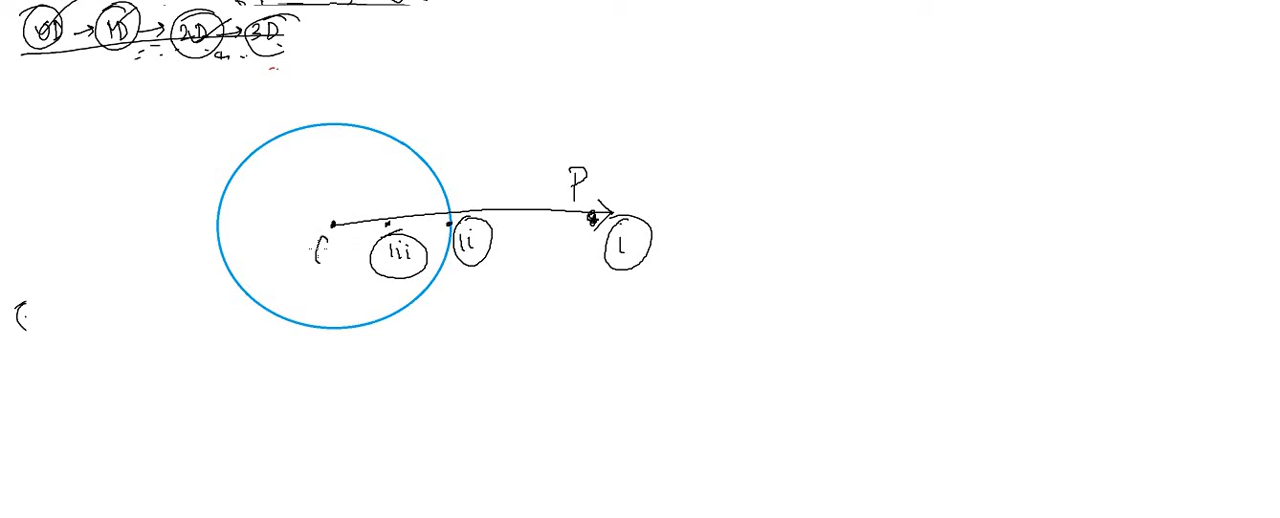 0D → 1D → 2D → 3D
P
C iii ii i
(